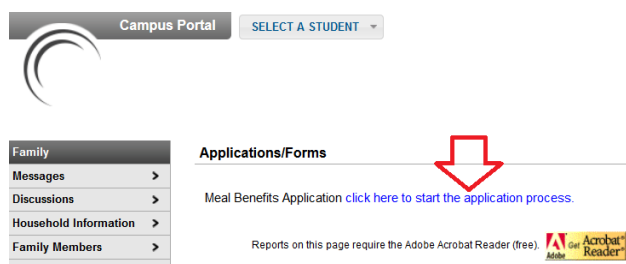 Campus Portal
SELECT A STUDENT
Family
Messages
Discussions
Household Information
Family Members
Applications/Forms
Meal Benefits Application click here to start the application process.
Reports on this page require the Adobe Acrobat Reader (free).
Adobe
Get Acrobat®
Reader®